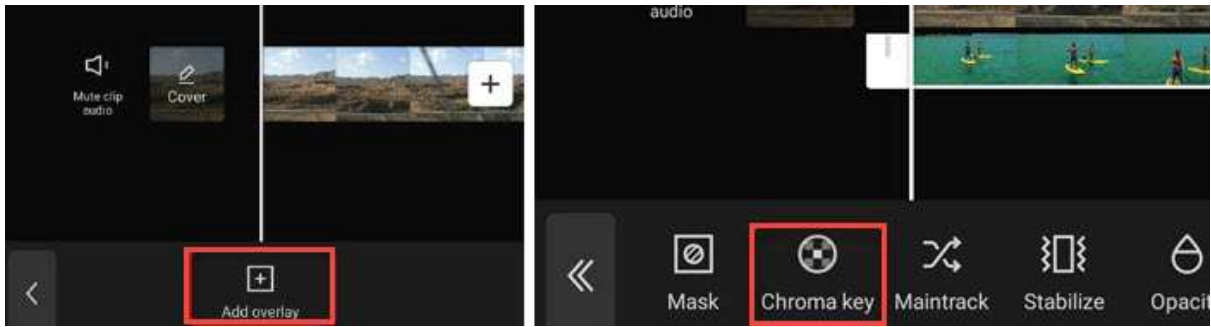 Mute clip
audio
Cover
+
Add overlay
audio
Mask
Chroma key
Maintrack
Stabilize
Opacit